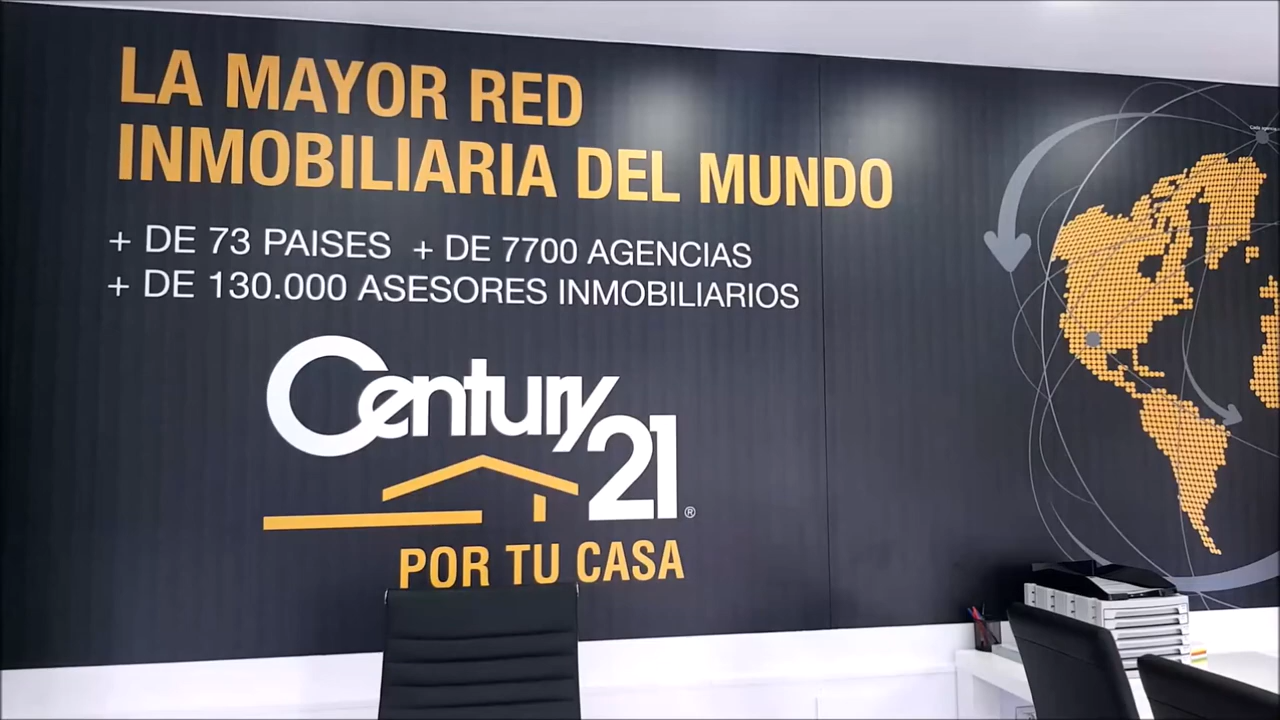 LA MAYOR RED
INMOBILIARIA DEL MUNDO
+ DE 73 PAISES + DE 7700 AGENCIAS
+ DE 130.000 ASESORES INMOBILIARIOS
Century
21®
POR TU CASA